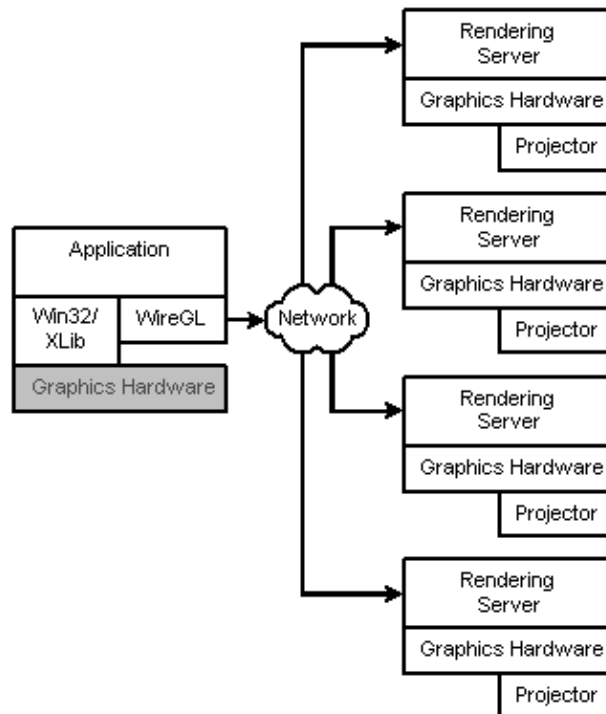 Application
Win32/
XLib
WireGL
Graphics Hardware
Network
Rendering
Server
Graphics Hardware
Projector
Rendering
Server
Graphics Hardware
Projector
Rendering
Server
Graphics Hardware
Projector
Rendering
Server
Graphics Hardware
Projector